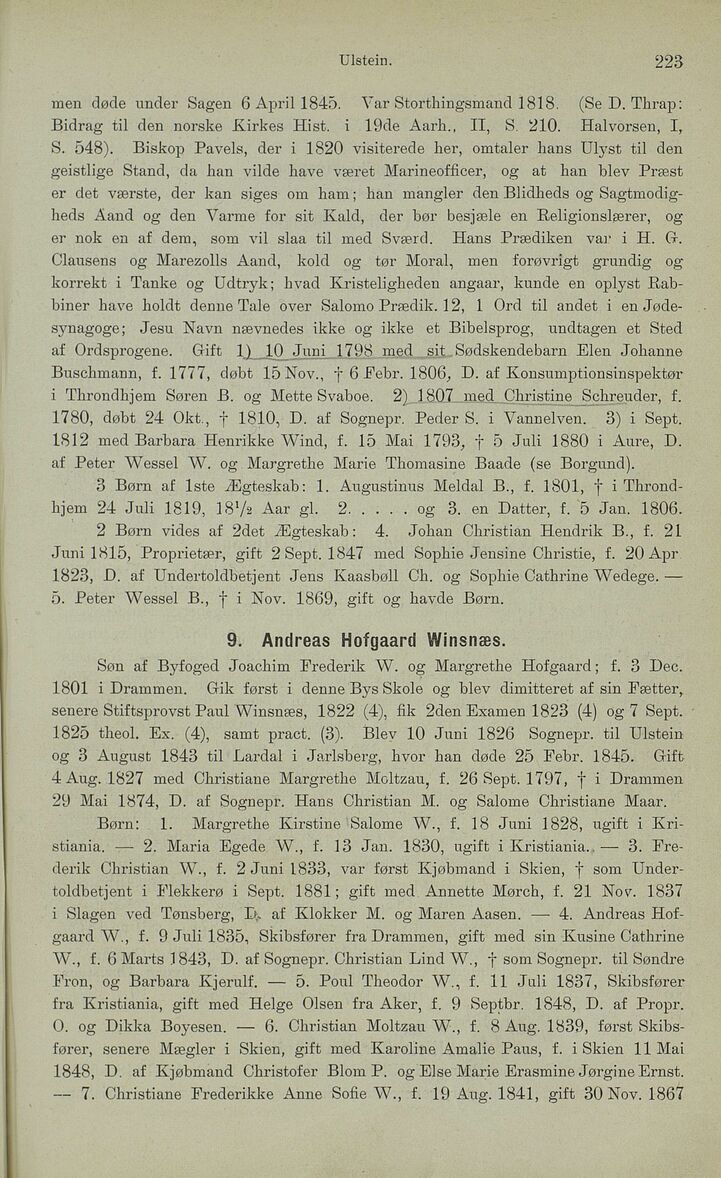 Ulstein. 223
men døde under Sagen 6 April 1845. Var Storthingsmand 1818. (Se D. Thrap:
Bidrag til den norske Kirkes Hist. i 19de Aarh., II, S. 210. Halvorsen, I,
S. 548). Biskop Pavels, der i 1820 visiterede her, omtaler hans Ulyst til den
geistlige Stand, da han vilde have været Marineofficer, og at han blev Præst
er det værste, der kan siges om ham; han mangler den Blidheds og Sagtmodig-
heds Aand og den Varme for sit Kald, der bør besjæle en Religionslærer, og
er nok en af dem, som vil slaa til med Sværd. Hans Prædiken var i H. G.
Clausens og Marezolls Aand, kold og tør Moral, men forøvrigt grundig og
korrekt i Tanke og Udtryk; hvad Kristeligheden angaar, kunde en oplyst Rab-
biner have holdt denne Tale over Salomo Prædik. 12, 1 Ord til andet i en Jøde-
synagoge; Jesu Navn nævnedes ikke og ikke et Bibelsprog, undtagen et Sted
af Ordsprogene. Gift 1) 10 Juni 1798 med sit Sødskendebarn Elen Johanne
Buschmann, f. 1777, døbt 15 Nov., † 6 Febr. 1806, D. af Konsumptionsinspektør
i Throndhjem Søren B. og Mette Svaboe. 2) 1807 med Christine Schreuder, f.
1780, døbt 24 Okt., † 1810, D. af Sognepr. Peder S. i Vannelven. 3) i Sept.
1812 med Barbara Henrikke Wind, f. 15 Mai 1793, † 5 Juli 1880 i Aure, D.
af Peter Wessel W. og Margrethe Marie Thomasine Baade (se Borgund).
3 Børn af 1ste Ægteskab: 1. Augustinus Meldal B., f. 1801, † i Thrond-
hjem 24 Juli 1819, 18¹/₂ Aar gl. 2. . . . . og 3. en Datter, f. 5 Jan. 1806.
2 Børn vides af 2det Ægteskab: 4. Johan Christian Hendrik B., f. 21
Juni 1815, Proprietær, gift 2 Sept. 1847 med Sophie Jensine Christie, f. 20 Apr
1823, D. af Undertoldbetjent Jens Kaasbøll Ch. og Sophie Cathrine Wedege. —
5. Peter Wessel B., † i Nov. 1869, gift og havde Børn.
9. Andreas Hofgaard Winsnæs.
Søn af Byfoged Joachim Frederik W. og Margrethe Hofgaard; f. 3 Dec.
1801 i Drammen. Gik først i denne Bys Skole og blev dimitteret af sin Fætter,
senere Stiftsprovst Paul Winsnæs, 1822 (4), fik 2den Examen 1823 (4) og 7 Sept.
1825 theol. Ex. (4), samt pract. (3). Blev 10 Juni 1826 Sognepr. til Ulstein
og 3 August 1843 til Lardal i Jarlsberg, hvor han døde 25 Febr. 1845. Gift
4 Aug. 1827 med Christiane Margrethe Moltzau, f. 26 Sept. 1797, † i Drammen
29 Mai 1874, D. af Sognepr. Hans Christian M. og Salome Christiane Maar.
Børn: 1. Margrethe Kirstine Salome W., f. 18 Juni 1828, ugift i Kri-
stiania. — 2. Maria Egede W., f. 13 Jan. 1830, ugift i Kristiania. — 3. Fre-
derik Christian W., f. 2 Juni 1833, var først Kjøbmand i Skien, † som Under-
toldbetjent i Flekkerø i Sept. 1881; gift med Annette Mørch, f. 21 Nov. 1837
i Slagen ved Tønsberg, D. af Klokker M. og Maren Aasen. — 4. Andreas Hof-
gaard W., f. 9 Juli 1835, Skibsfører fra Drammen, gift med sin Kusine Cathrine
W., f. 6 Marts 1843, D. af Sognepr. Christian Lind W., † som Sognepr. til Søndre
Fron, og Barbara Kjerulf. — 5. Poul Theodor W., f. 11 Juli 1837, Skibsfører
fra Kristiania, gift med Helge Olsen fra Aker, f. 9 Septbr. 1848, D. af Propr.
O. og Dikka Boyesen. — 6. Christian Moltzau W., f. 8 Aug. 1839, først Skibs-
fører, senere Mægler i Skien, gift med Karoline Amalie Paus, f. i Skien 11 Mai
1848, D. af Kjøbmand Christofer Blom P. og Else Marie Erasmine Jørgine Ernst.
— 7. Christiane Frederikke Anne Sofie W., f. 19 Aug. 1841, gift 30 Nov. 1867